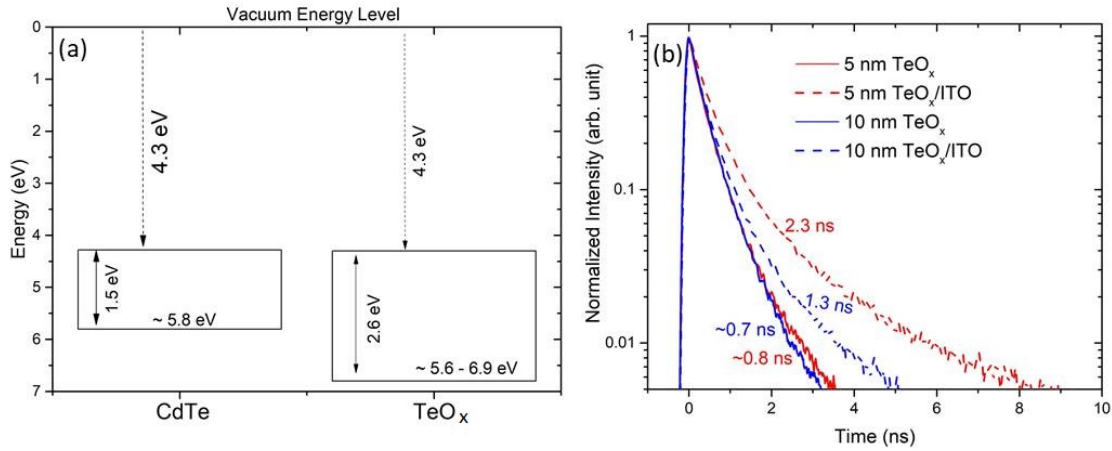 Vacuum Energy Level
(a)
0
1
2
3
4
5
6
7
Energy (eV)
4.3 eV
4.3 eV
1.5 eV
~ 5.8 eV
2.6 eV
~ 5.6 - 6.9 eV
CdTe
TeOx
(b)
1
0.1
0.01
Normalized Intensity (arb. unit)
5 nm TeOx
5 nm TeOx/ITO
10 nm TeOx
10 nm TeOx/ITO
2.3 ns
1.3 ns
~0.7 ns
~0.8 ns
0
2
4
6
8
10
Time (ns)